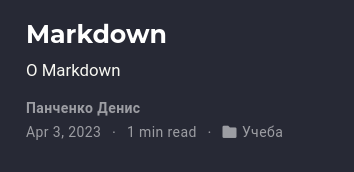 Markdown
О Markdown
Панченко Денис
Apr 3, 2023 · 1 min read · Учеба